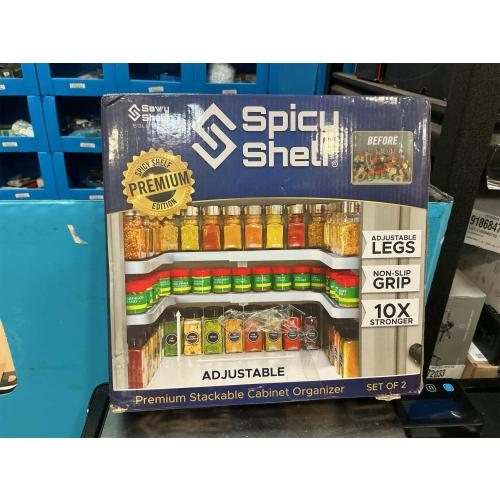 Savvy
Shelf
Spicy
Shelf
BEFORE
SPICY SHELF
PREMIUM
EDITION
ADJUSTABLE
LEGS
NON-SLIP
GRIP
10X
STRONGER
ADJUSTABLE
Premium Stackable Cabinet Organizer
SET OF 2